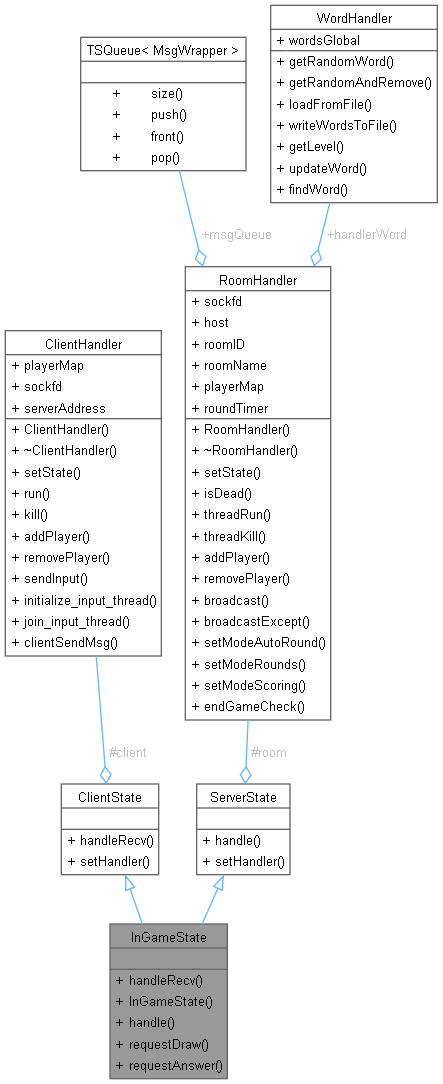 WordHandler
+ wordsGlobal
+ getRandomWord()
+ getRandomAndRemove()
+ loadFromFile()
+ writeWordsToFile()
+ getLevel()
+ updateWord()
+ findWord()
TSQueue< MsgWrapper >
+ size()
+ push()
+ front()
+ pop()
+msgQueue
+handlerWord
RoomHandler
+ sockfd
+ host
+ roomID
+ roomName
+ playerMap
+ roundTimer
+ RoomHandler()
+ ~RoomHandler()
+ setState()
+ isDead()
+ threadRun()
+ threadKill()
+ addPlayer()
+ removePlayer()
+ broadcast()
+ broadcastExcept()
+ setModeAutoRound()
+ setModeRounds()
+ setModeScoring()
+ endGameCheck()
ClientHandler
+ playerMap
+ sockfd
+ serverAddress
+ ClientHandler()
+ ~ClientHandler()
+ setState()
+ run()
+ kill()
+ addPlayer()
+ removePlayer()
+ sendInput()
+ initialize_input_thread()
+ join_input_thread()
+ clientSendMsg()
#client
#room
ClientState
+ handleRecv()
+ setHandler()
ServerState
+ handle()
+ setHandler()
InGameState
+ handleRecv()
+ InGameState()
+ handle()
+ requestDraw()
+ requestAnswer()